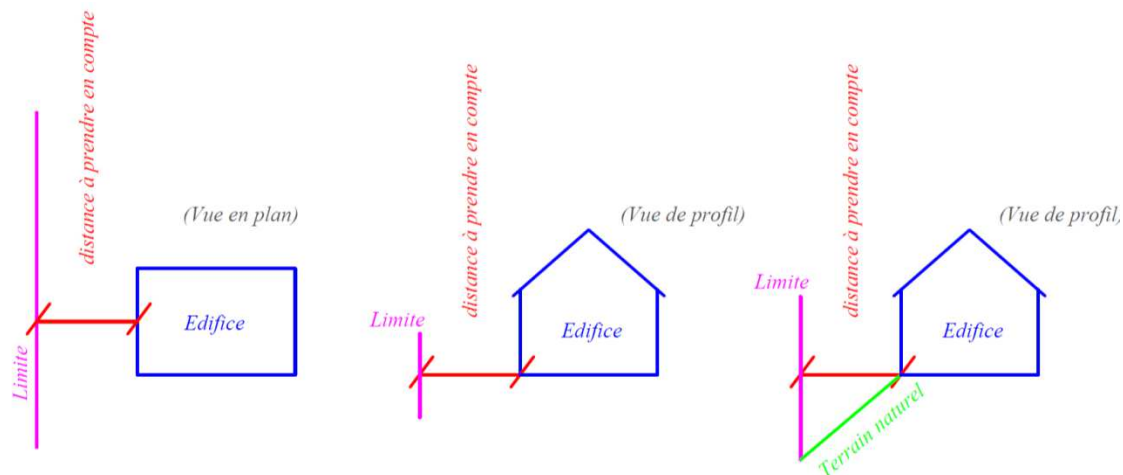 distance à prendre en compte
(Vue en plan)
Edifice
Limite
distance à prendre en compte
(Vue de profil)
Limite
Edifice
distance à prendre en compte
(Vue de profil)
Limite
Edifice
Terrain naturel